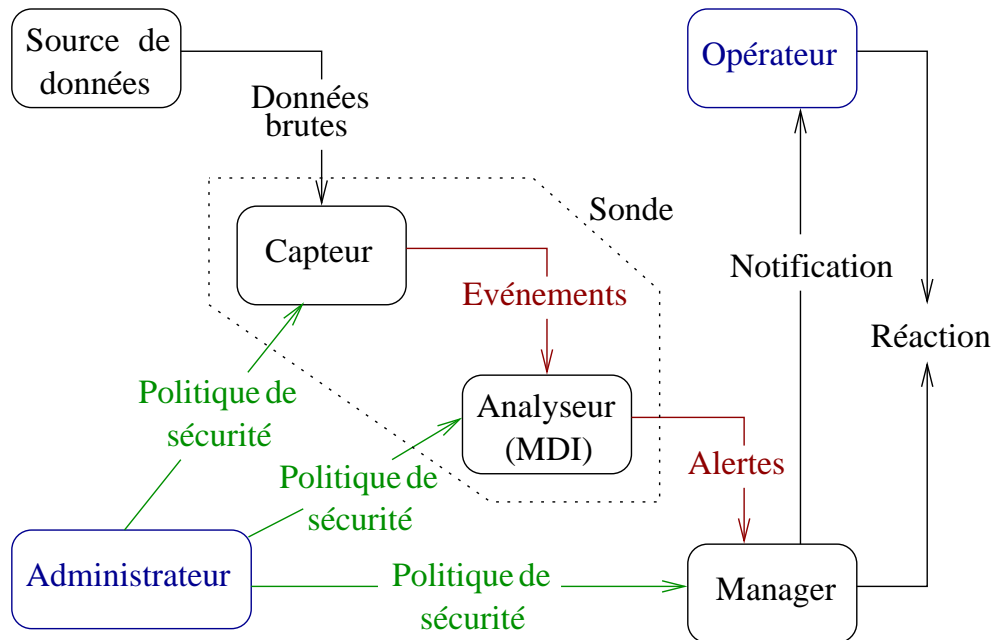 Source de
données
Opérateur
Données
brutes
Sonde
Capteur
Notification
Evénements
Réaction
Politique de
sécurité
Analyseur
(MDI)
Alertes
Politique de
sécurité
Administrateur
Politique de
sécurité
Manager